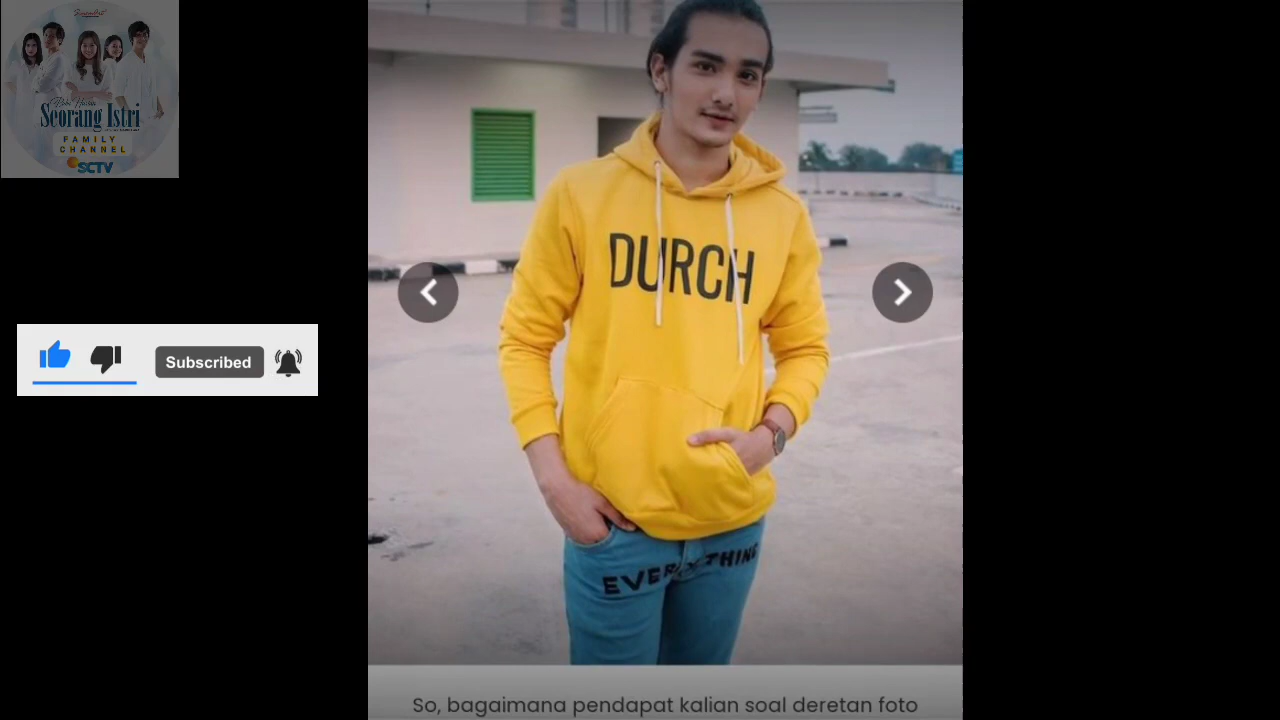 Seorang Istri
FAMILY
CHANNEL
SCTV
Subscribed
DURCH
EVERYTHING
So, bagaimana pendapat kalian soal deretan foto